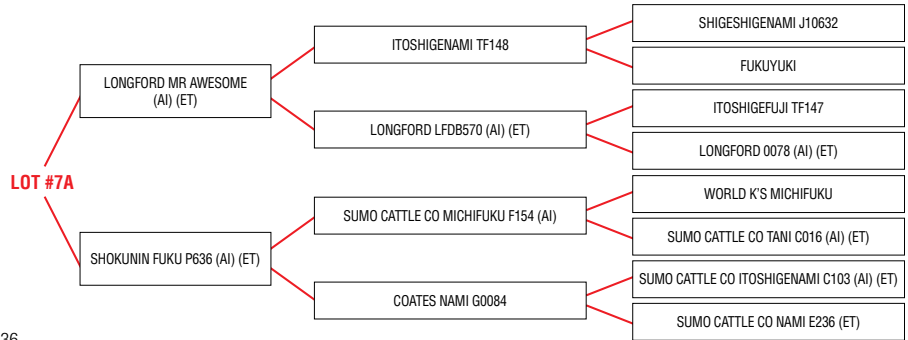 SHIGESHIGENAMI J10632
ITOSHIGENAMI TF148
FUKUYUKI
LONGFORD MR AWESOME
(AI) (ET)
ITOSHIGEFUJI TF147
LONGFORD LFDB570 (AI) (ET)
LONGFORD 0078 (AI) (ET)
LOT #7A
WORLD K'S MICHIFUKU
SUMO CATTLE CO MICHIFUKU F154 (AI)
SUMO CATTLE CO TANI C016 (AI) (ET)
SHOKUNIN FUKU P636 (AI) (ET)
SUMO CATTLE CO ITOSHIGENAMI C103 (AI) (ET)
COATES NAMI G0084
SUMO CATTLE CO NAMI E236 (ET)
36